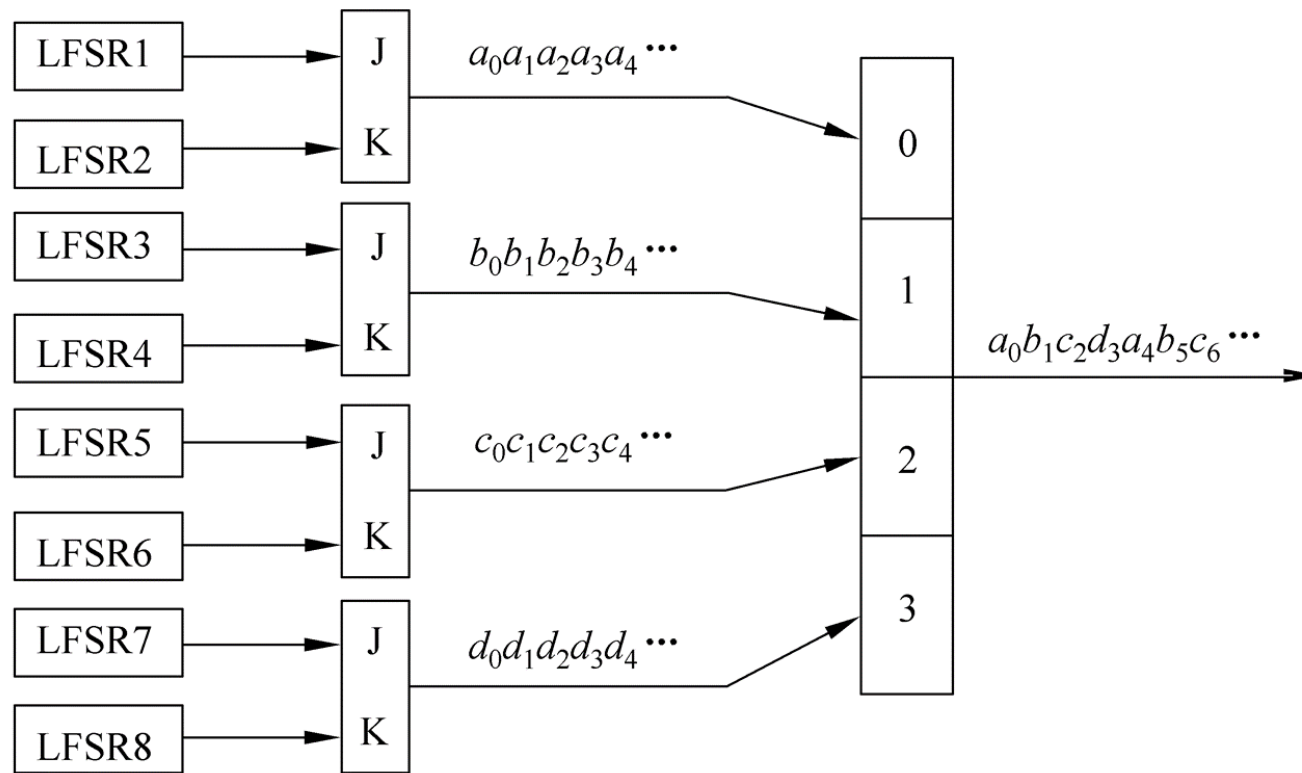 LFSR1
J
a₀a₁a₂a₃a₄ ···
LFSR2
K
0
LFSR3
J
b₀b₁b₂b₃b₄ ···
1
LFSR4
K
a₀b₁c₂d₃a₄b₅c₆ ···
LFSR5
J
c₀c₁c₂c₃c₄ ···
2
LFSR6
K
LFSR7
J
d₀d₁d₂d₃d₄ ···
3
LFSR8
K